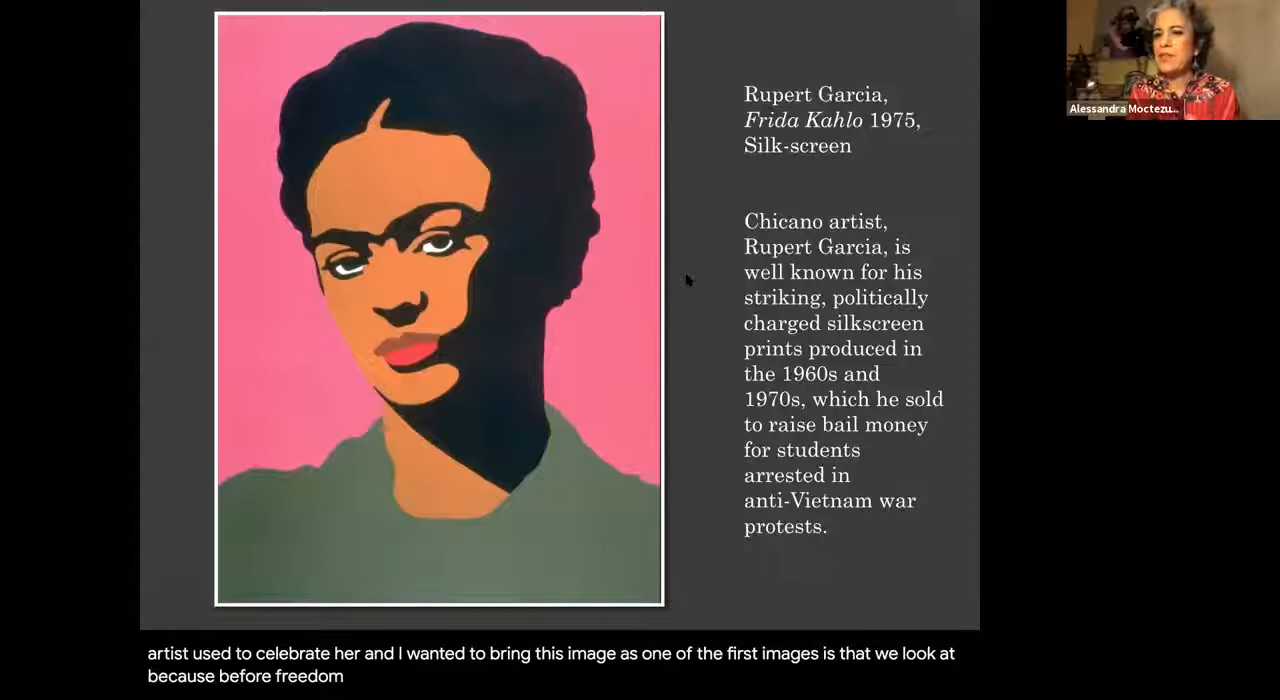 Rupert Garcia,
Frida Kahlo 1975,
Silk-screen
Chicano artist,
Rupert Garcia, is
well known for his
striking, politically
charged silkscreen
prints produced in
the 1960s and
1970s, which he sold
to raise bail money
for students
arrested in
anti-Vietnam war
protests.
Alessandra Moctezu..
artist used to celebrate her and I wanted to bring this image as one of the first images is that we look at
because before freedom